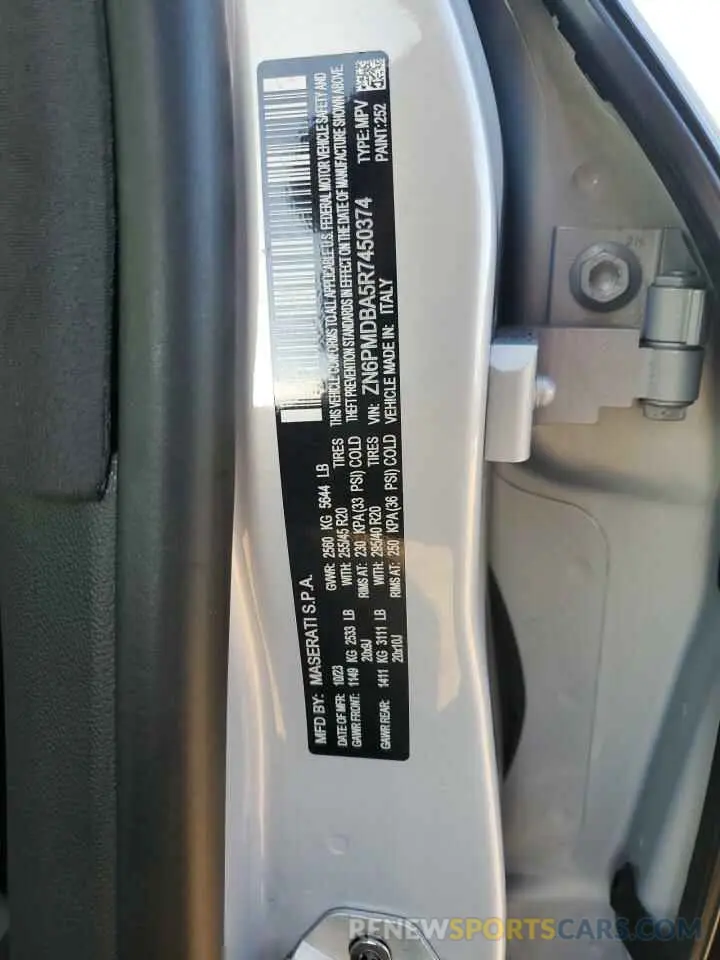 MFD BY: MASERATI S.P.A.
DATE OF MFR: 10/23 GVWR: 2560 KG 5644 LB
GAWR FRONT: 1149 KG 2533 LB WITH: 255/45 R20 TIRES
20x9J RIMS AT: 230 KPA(33 PSI) COLD
GAWR REAR: 1411 KG 3111 LB WITH: 295/40 R20 TIRES
20x10J RIMS AT: 250 KPA(36 PSI) COLD
THIS VEHICLE CONFORMS TO ALL APPLICABLE U.S. FEDERAL MOTOR VEHICLE SAFETY AND
THEFT PREVENTION STANDARDS IN EFFECT ON THE DATE OF MANUFACTURE SHOWN ABOVE.
VIN: ZN6PMDBA5R7450374 TYPE: MPV
VEHICLE MADE IN: ITALY PAINT: 252
RENEWSPORTSCARS.COM